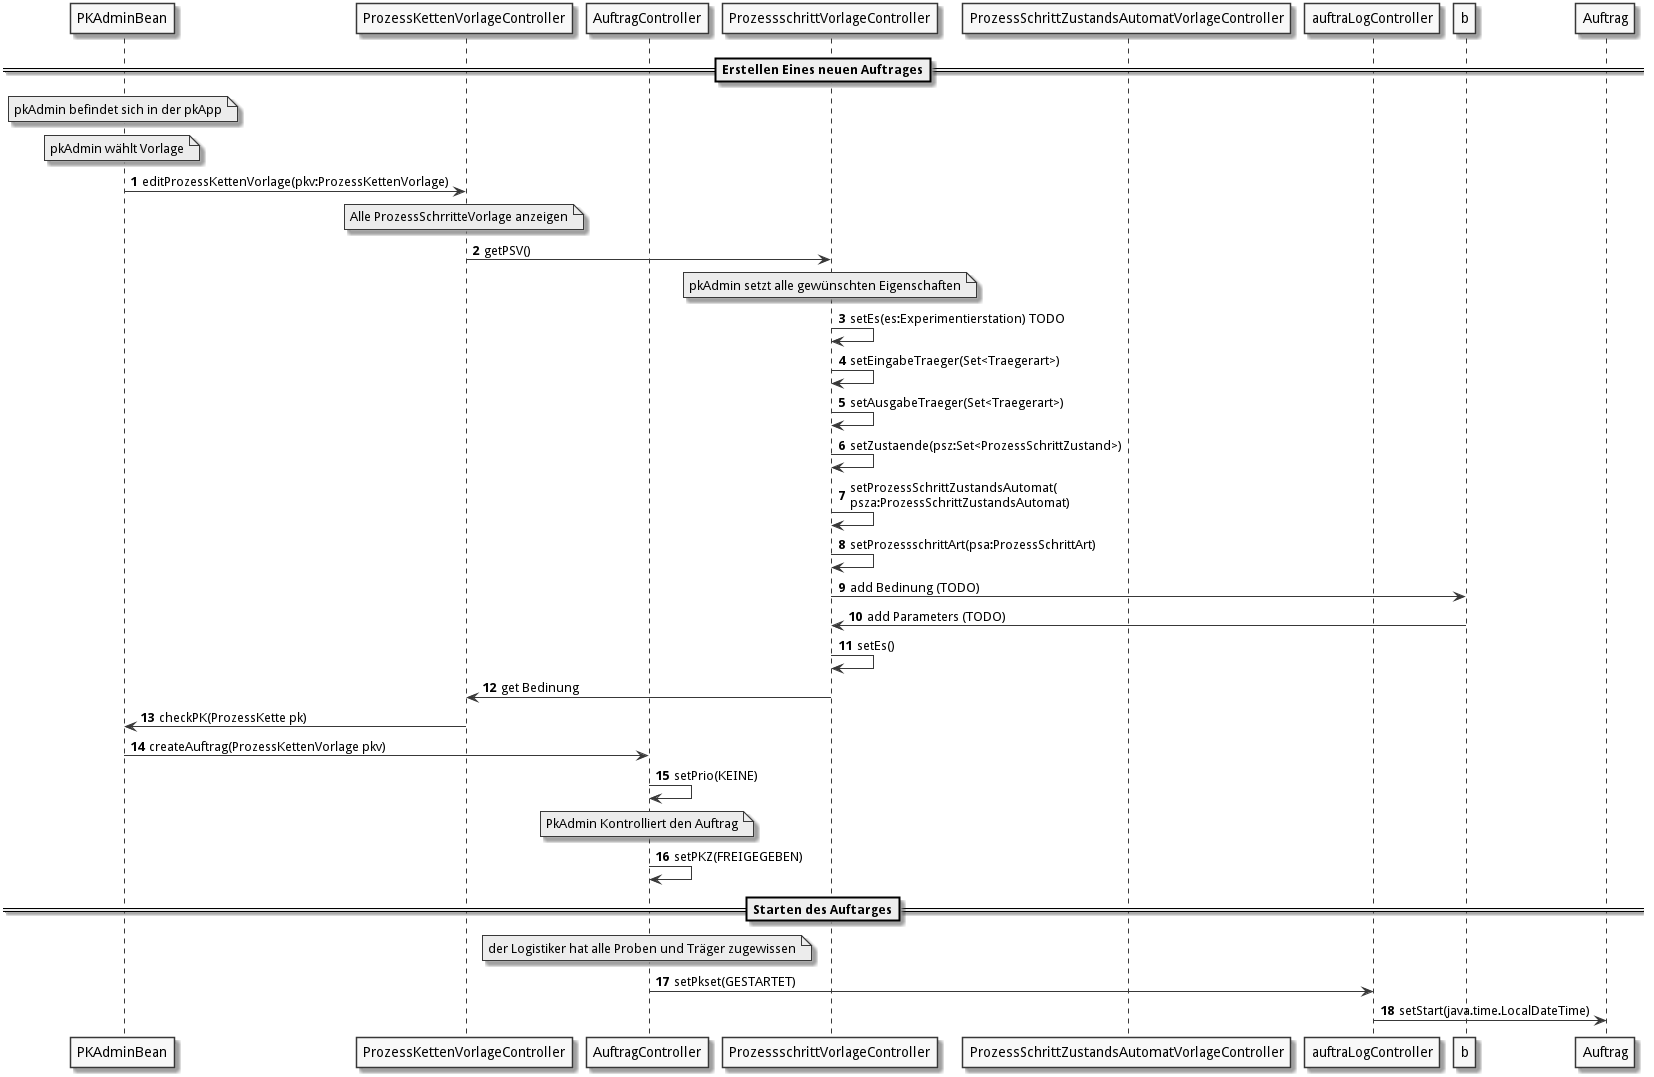 PKAdminBean
ProzessKettenVorlageController
AuftragController
ProzessschrittVorlageController
ProzessSchrittZustandsAutomatVorlageController
auftraLogController
b
Auftrag
Erstellen Eines neuen Auftrages
pkAdmin befindet sich in der pkApp
pkAdmin wählt Vorlage
1 editProzessKettenVorlage(pkv:ProzessKettenVorlage)
Alle ProzessSchrritteVorlage anzeigen
2 getPSV()
pkAdmin setzt alle gewünschten Eigenschaften
3 setEs(es:Experimentierstation) TODO
4 setEingabeTraeger(Set<Traegerart>)
5 setAusgabeTraeger(Set<Traegerart>)
6 setZustaende(psz:Set<ProzessSchrittZustand>)
7 setProzessSchrittZustandsAutomat(
psza:ProzessSchrittZustandsAutomat)
8 setProzessschrittArt(psa:ProzessSchrittArt)
9 add Bedinung (TODO)
10 add Parameters (TODO)
11 setEs()
12 get Bedinung
13 checkPK(ProzessKette pk)
14 createAuftrag(ProzessKettenVorlage pkv)
15 setPrio(KEINE)
PkAdmin Kontrolliert den Auftrag
16 setPKZ(FREIGEGEBEN)
Starten des Auftarges
der Logistiker hat alle Proben und Träger zugewissen
17 setPkset(GESTARTET)
18 setStart(java.time.LocalDateTime)
PKAdminBean
ProzessKettenVorlageController
AuftragController
ProzessschrittVorlageController
ProzessSchrittZustandsAutomatVorlageController
auftraLogController
b
Auftrag